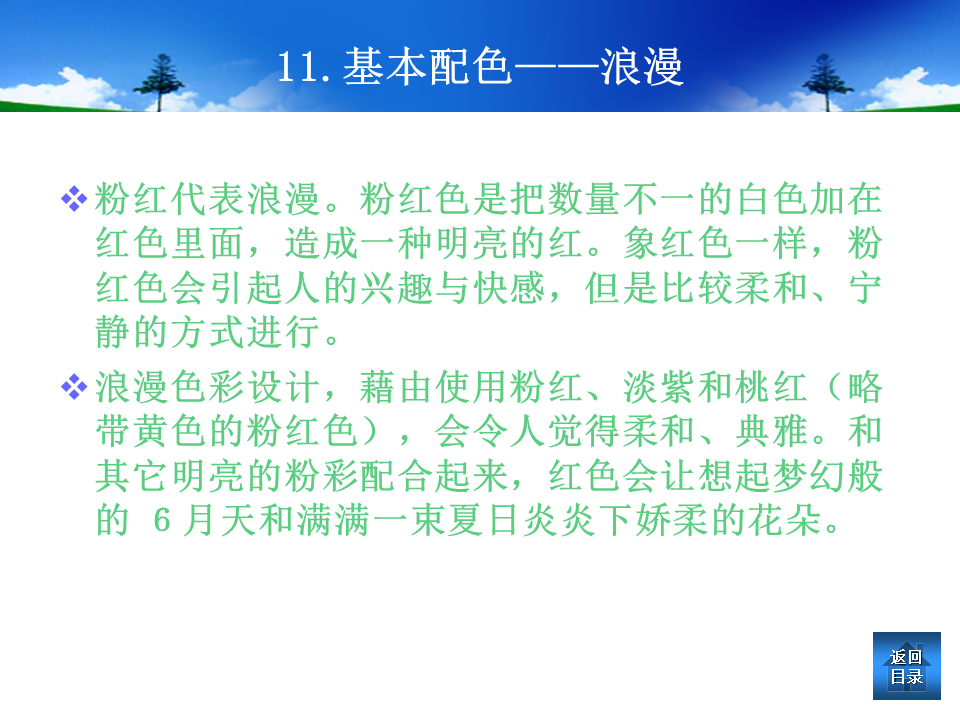 11.基本配色——浪漫
粉红代表浪漫。粉红色是把数量不一的白色加在
红色里面，造成一种明亮的红。象红色一样，粉
红色会引起人的兴趣与快感，但是比较柔和、宁
静的方式进行。
浪漫色彩设计，藉由使用粉红、淡紫和桃红（略
带黄色的粉红色），会令人觉得柔和、典雅。和
其它明亮的粉彩配合起来，红色会让想起梦幻般
的 6月天和满满一束夏日炎炎下娇柔的花朵。
返回
目录